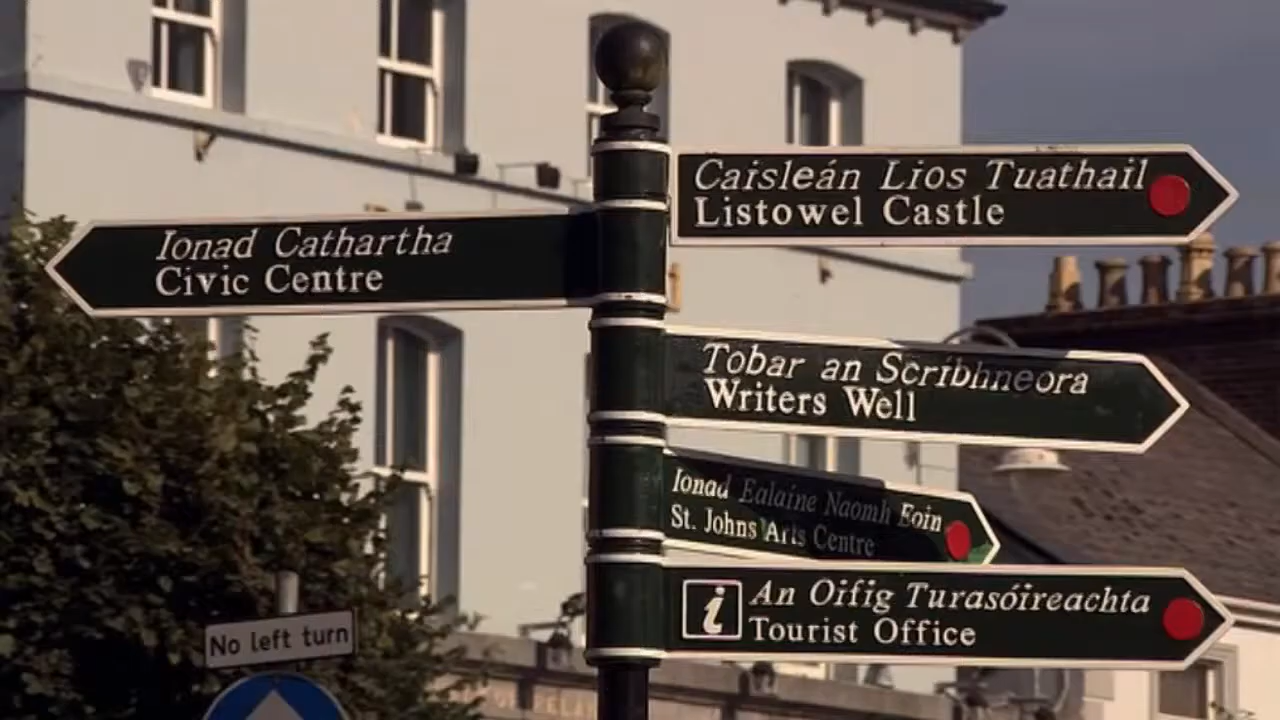 Caisleán Lios Tuathail
Listowel Castle
Ionad Cathartha
Civic Centre
Tobar an Scríbhneora
Writers Well
Ionad Ealaine Naomh Eoin
St. Johns Arts Centre
i An Oifig Turasóireachta
Tourist Office
No left turn